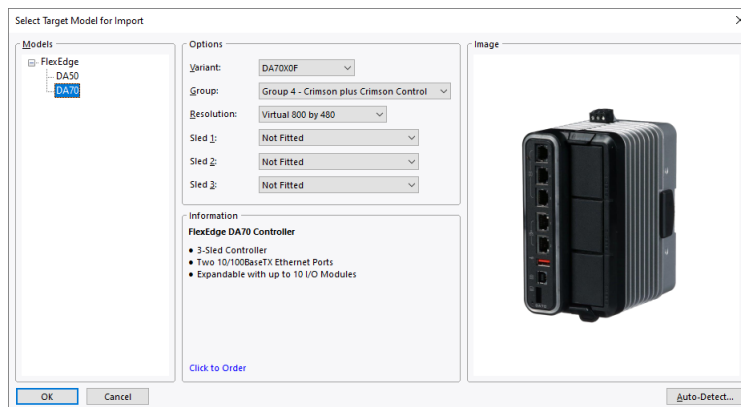 Select Target Model for Import
Models
FlexEdge
DA50
DA70
Options
Variant: DA70X0F
Group: Group 4 - Crimson plus Crimson Control
Resolution: Virtual 800 by 480
Sled 1: Not Fitted
Sled 2: Not Fitted
Sled 3: Not Fitted
Information
FlexEdge DA70 Controller
• 3-Sled Controller
• Two 10/100BaseTX Ethernet Ports
• Expandable with up to 10 I/O Modules
Click to Order
Image
OK
Cancel
Auto-Detect...